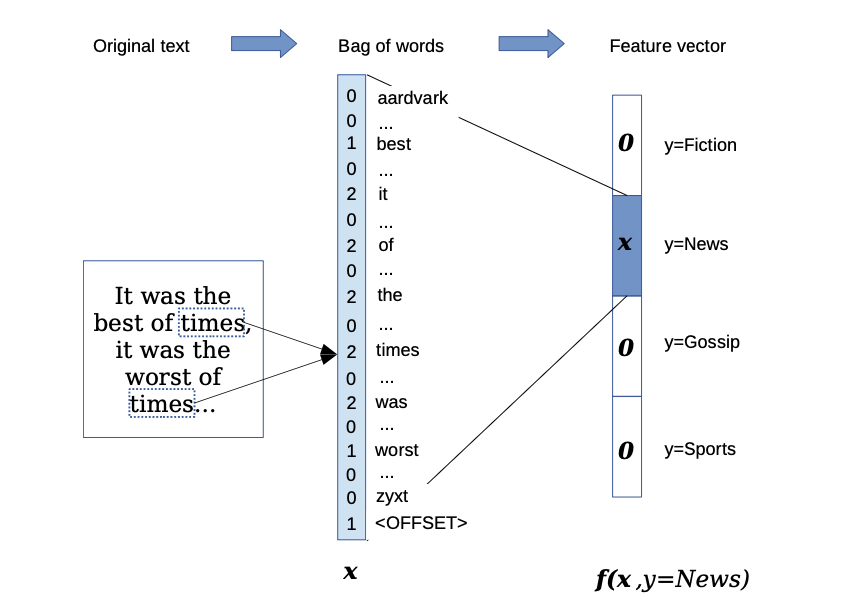 Original text
Bag of words
Feature vector
It was the
best of times,
it was the
worst of
times...
0 aardvark
0 ...
1 best
0 ...
2 it
0 ...
2 of
0 ...
2 the
0 ...
2 times
0 ...
2 was
0 ...
1 worst
0 ...
0 zyxt
1 <OFFSET>
x
0 y=Fiction
x y=News
0 y=Gossip
0 y=Sports
f(x ,y=News)